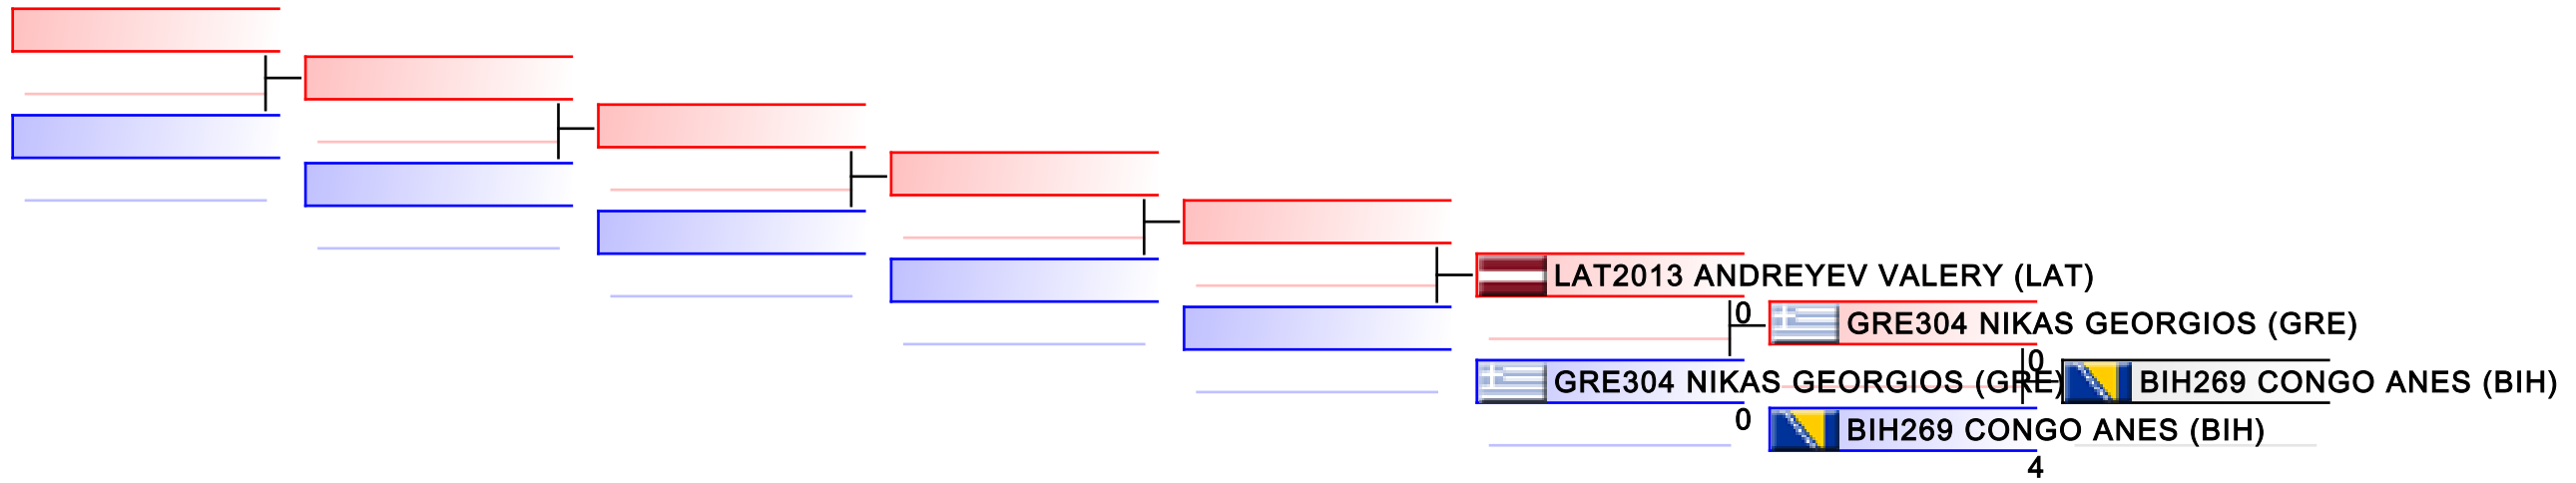 LAT2013 ANDREYEV VALERY (LAT)
0
GRE304 NIKAS GEORGIOS (GRE)
0
GRE304 NIKAS GEORGIOS (GRE)
BIH269 CONGO ANES (BIH)
0
BIH269 CONGO ANES (BIH)
4